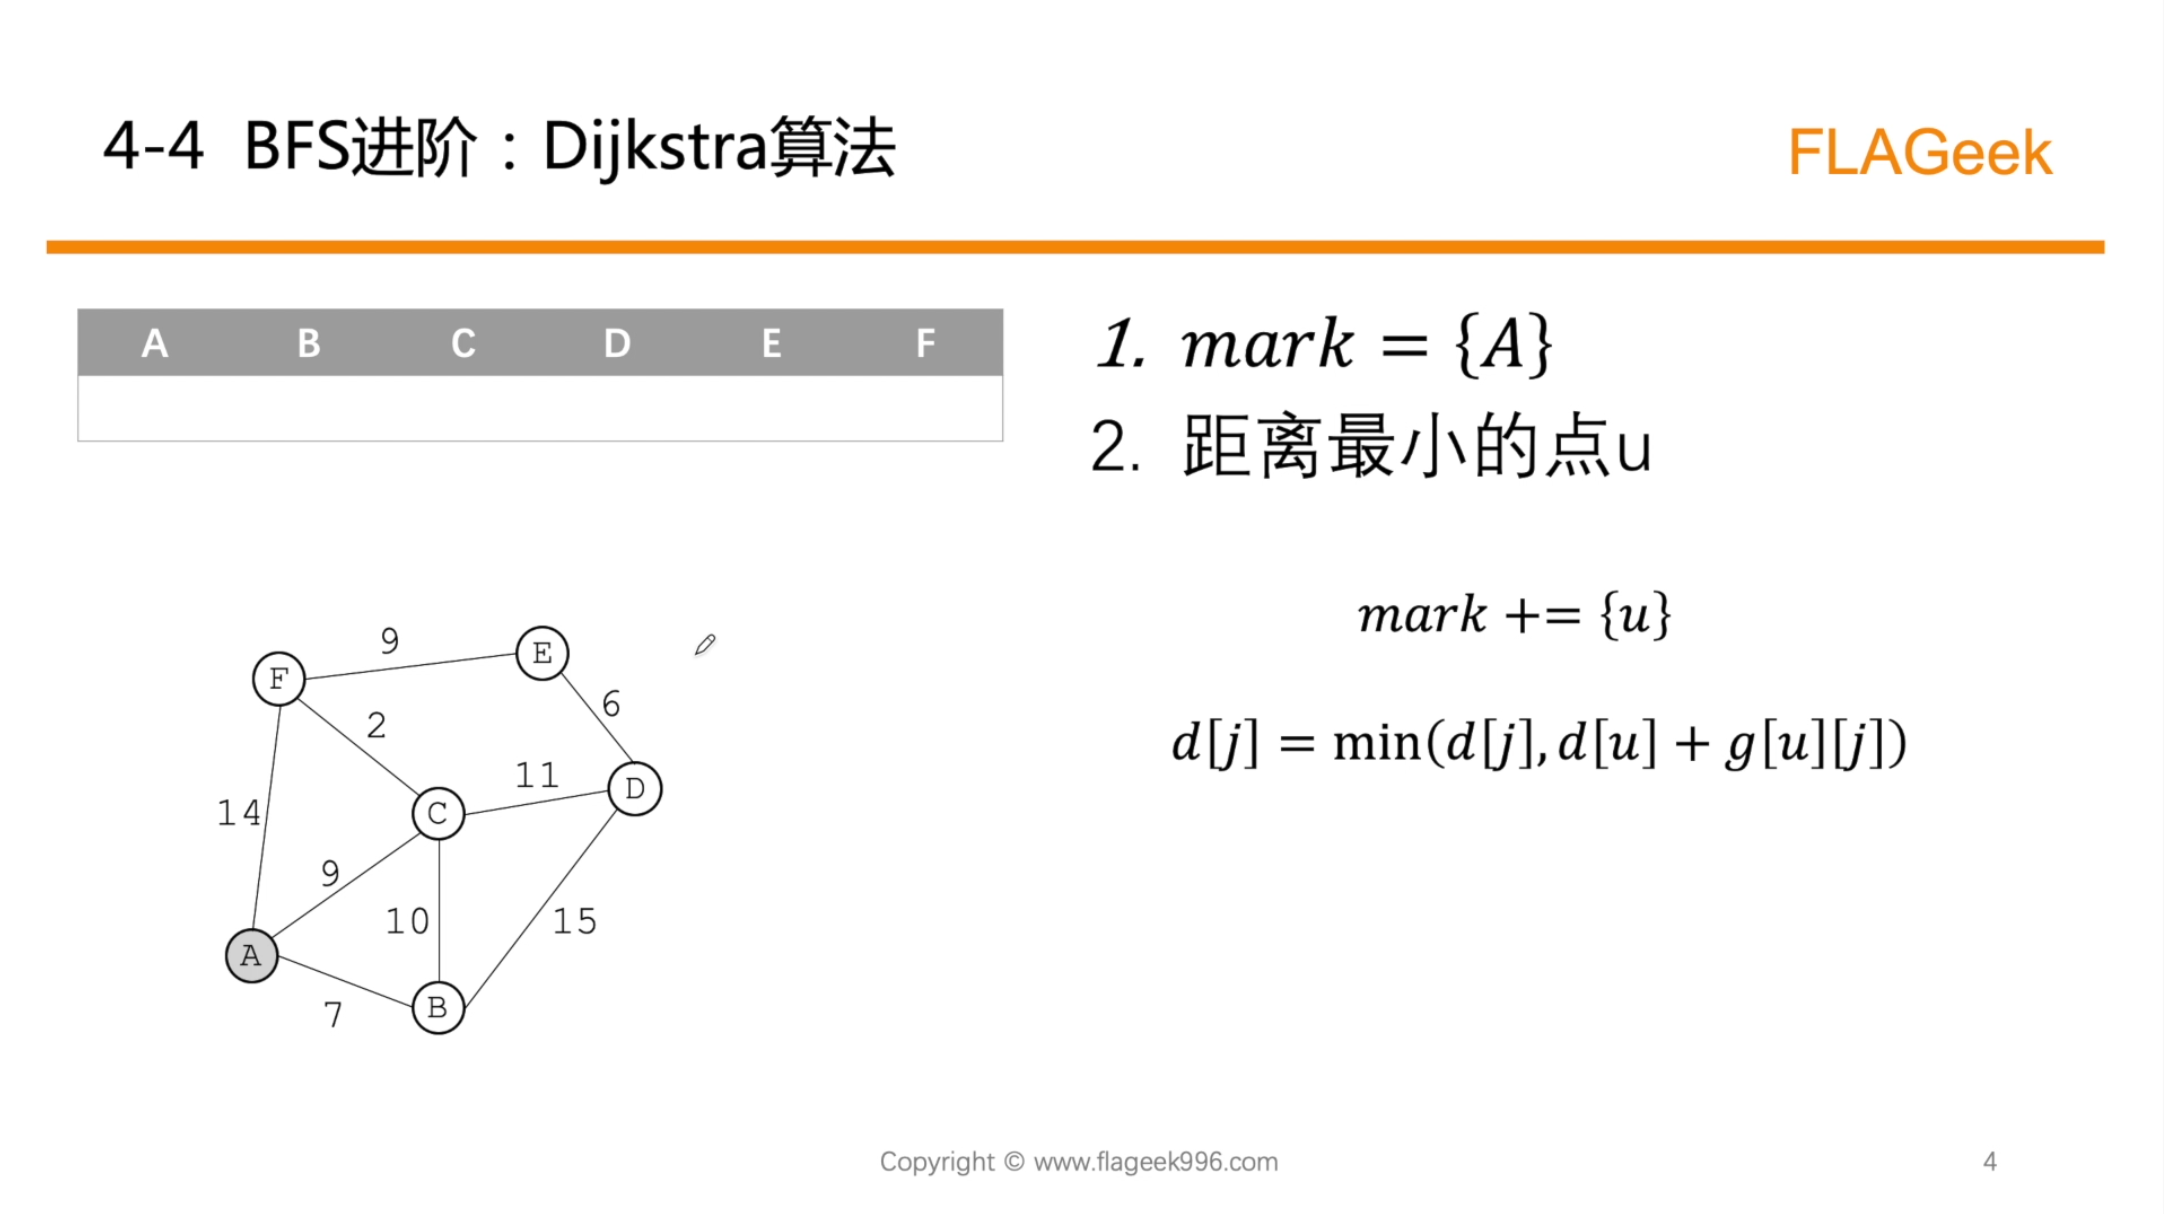 4-4 BFS进阶：Dijkstra算法
FLAGeek
A B C D E F
1. mark = {A}
2. 距离最小的点u
mark += {u}
d[j] = min(d[j], d[u] + g[u][j])
9
E
F
6
2
11
D
14
C
9
10
15
A
B
7
Copyright © www.flageek996.com
4